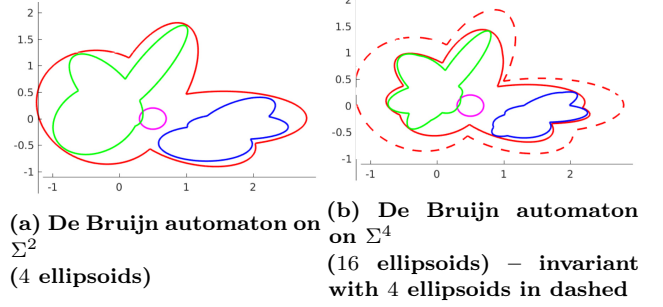 2
1.5
1
0.5
0
-0.5
-1
-1 0 1 2
(a) De Bruijn automaton on
Σ²
(4 ellipsoids)
2
1.5
1
0.5
0
-0.5
-1
-1 0 1 2
(b) De Bruijn automaton
on Σ⁴
(16 ellipsoids) – invariant
with 4 ellipsoids in dashed